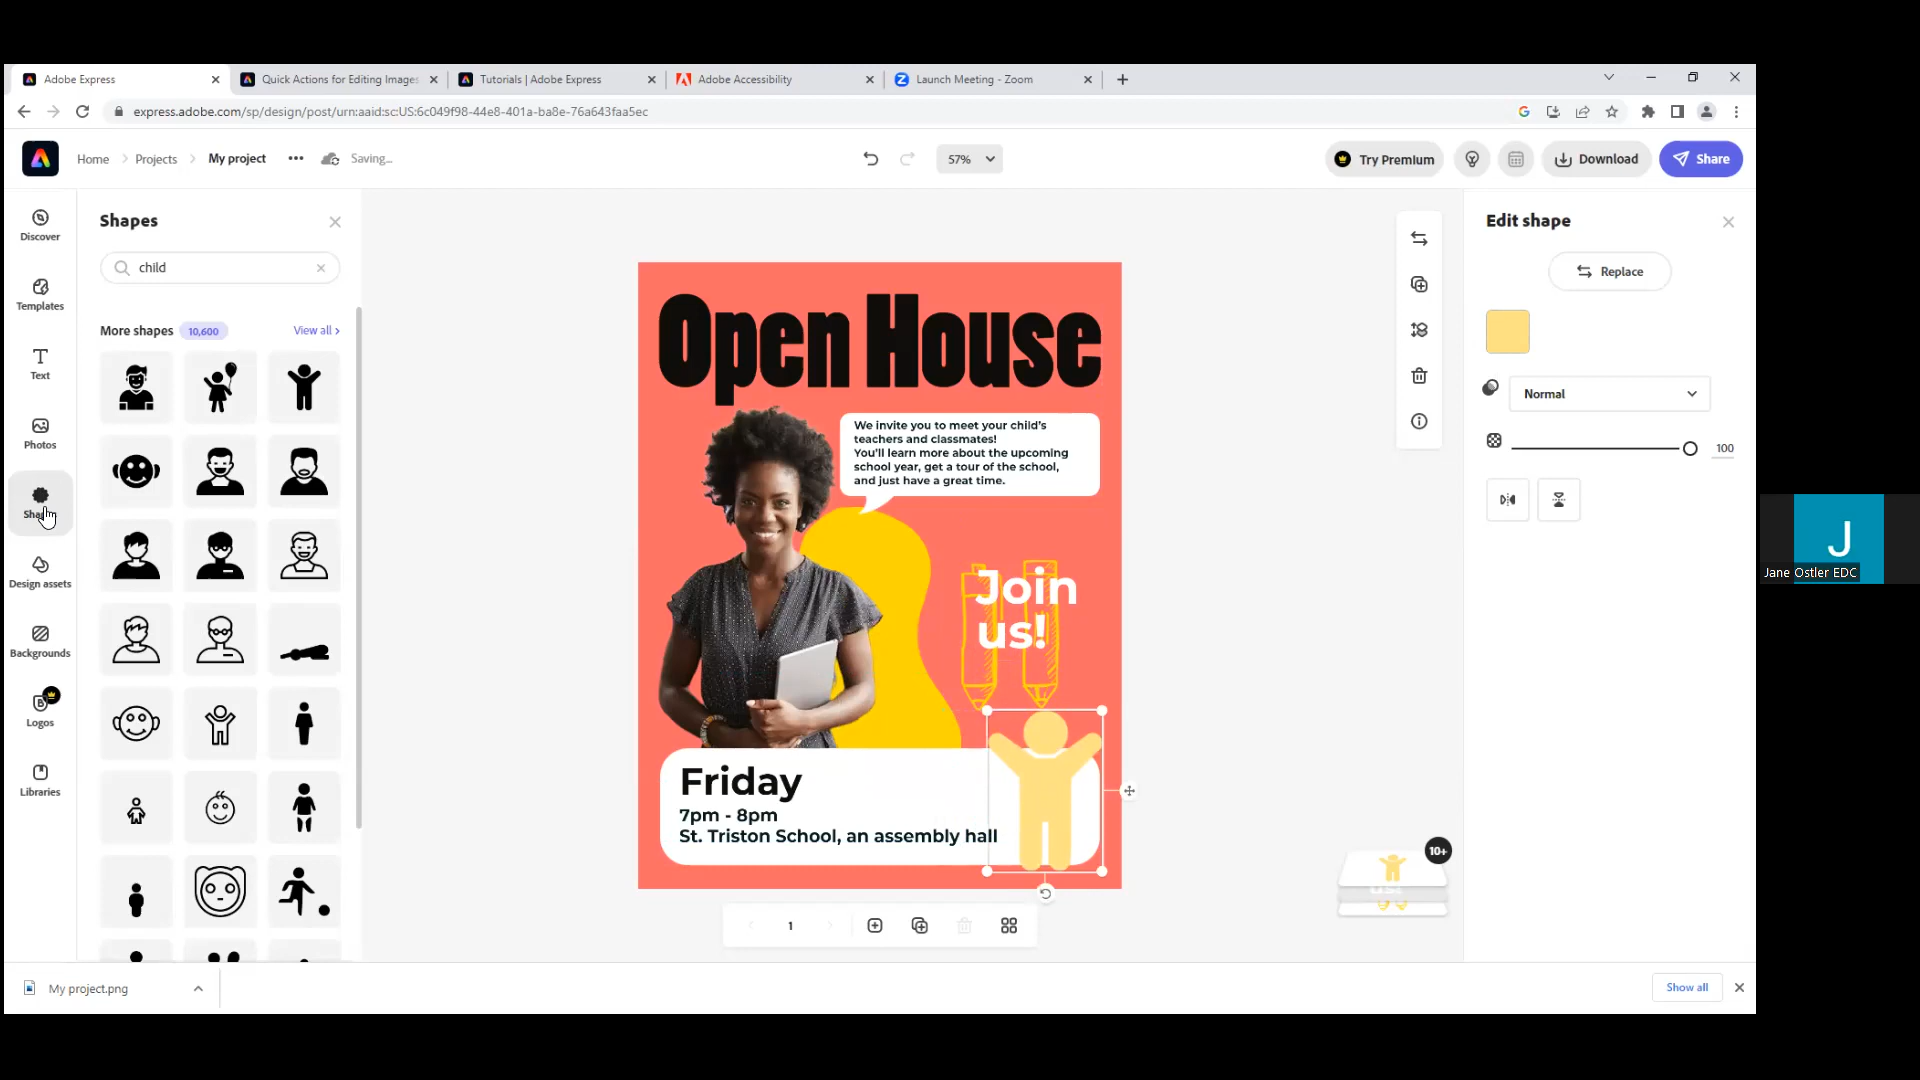 Adobe Express
Quick Actions for Editing Images
Tutorials | Adobe Express
Adobe Accessibility
Launch Meeting - Zoom
express.adobe.com/sp/design/post/urn:aaid:sc:US:6c049f98-44e8-401a-ba8e-76a643faa5ec
Home
Projects
My project
Saving...
57%
Try Premium
Download
Share
Discover
Templates
Text
Photos
Design assets
Backgrounds
Logos
Libraries
Shapes
child
More shapes 10,600
View all
Open House
We invite you to meet your child's
teachers and classmates!
You'll learn more about the upcoming
school year, get a tour of the school,
and just have a great time.
Join
us!
Friday
7pm - 8pm
St. Triston School, an assembly hall
1
10+
Edit shape
Replace
Normal
100
J
Jane Ostler EDC
My project.png
Show all